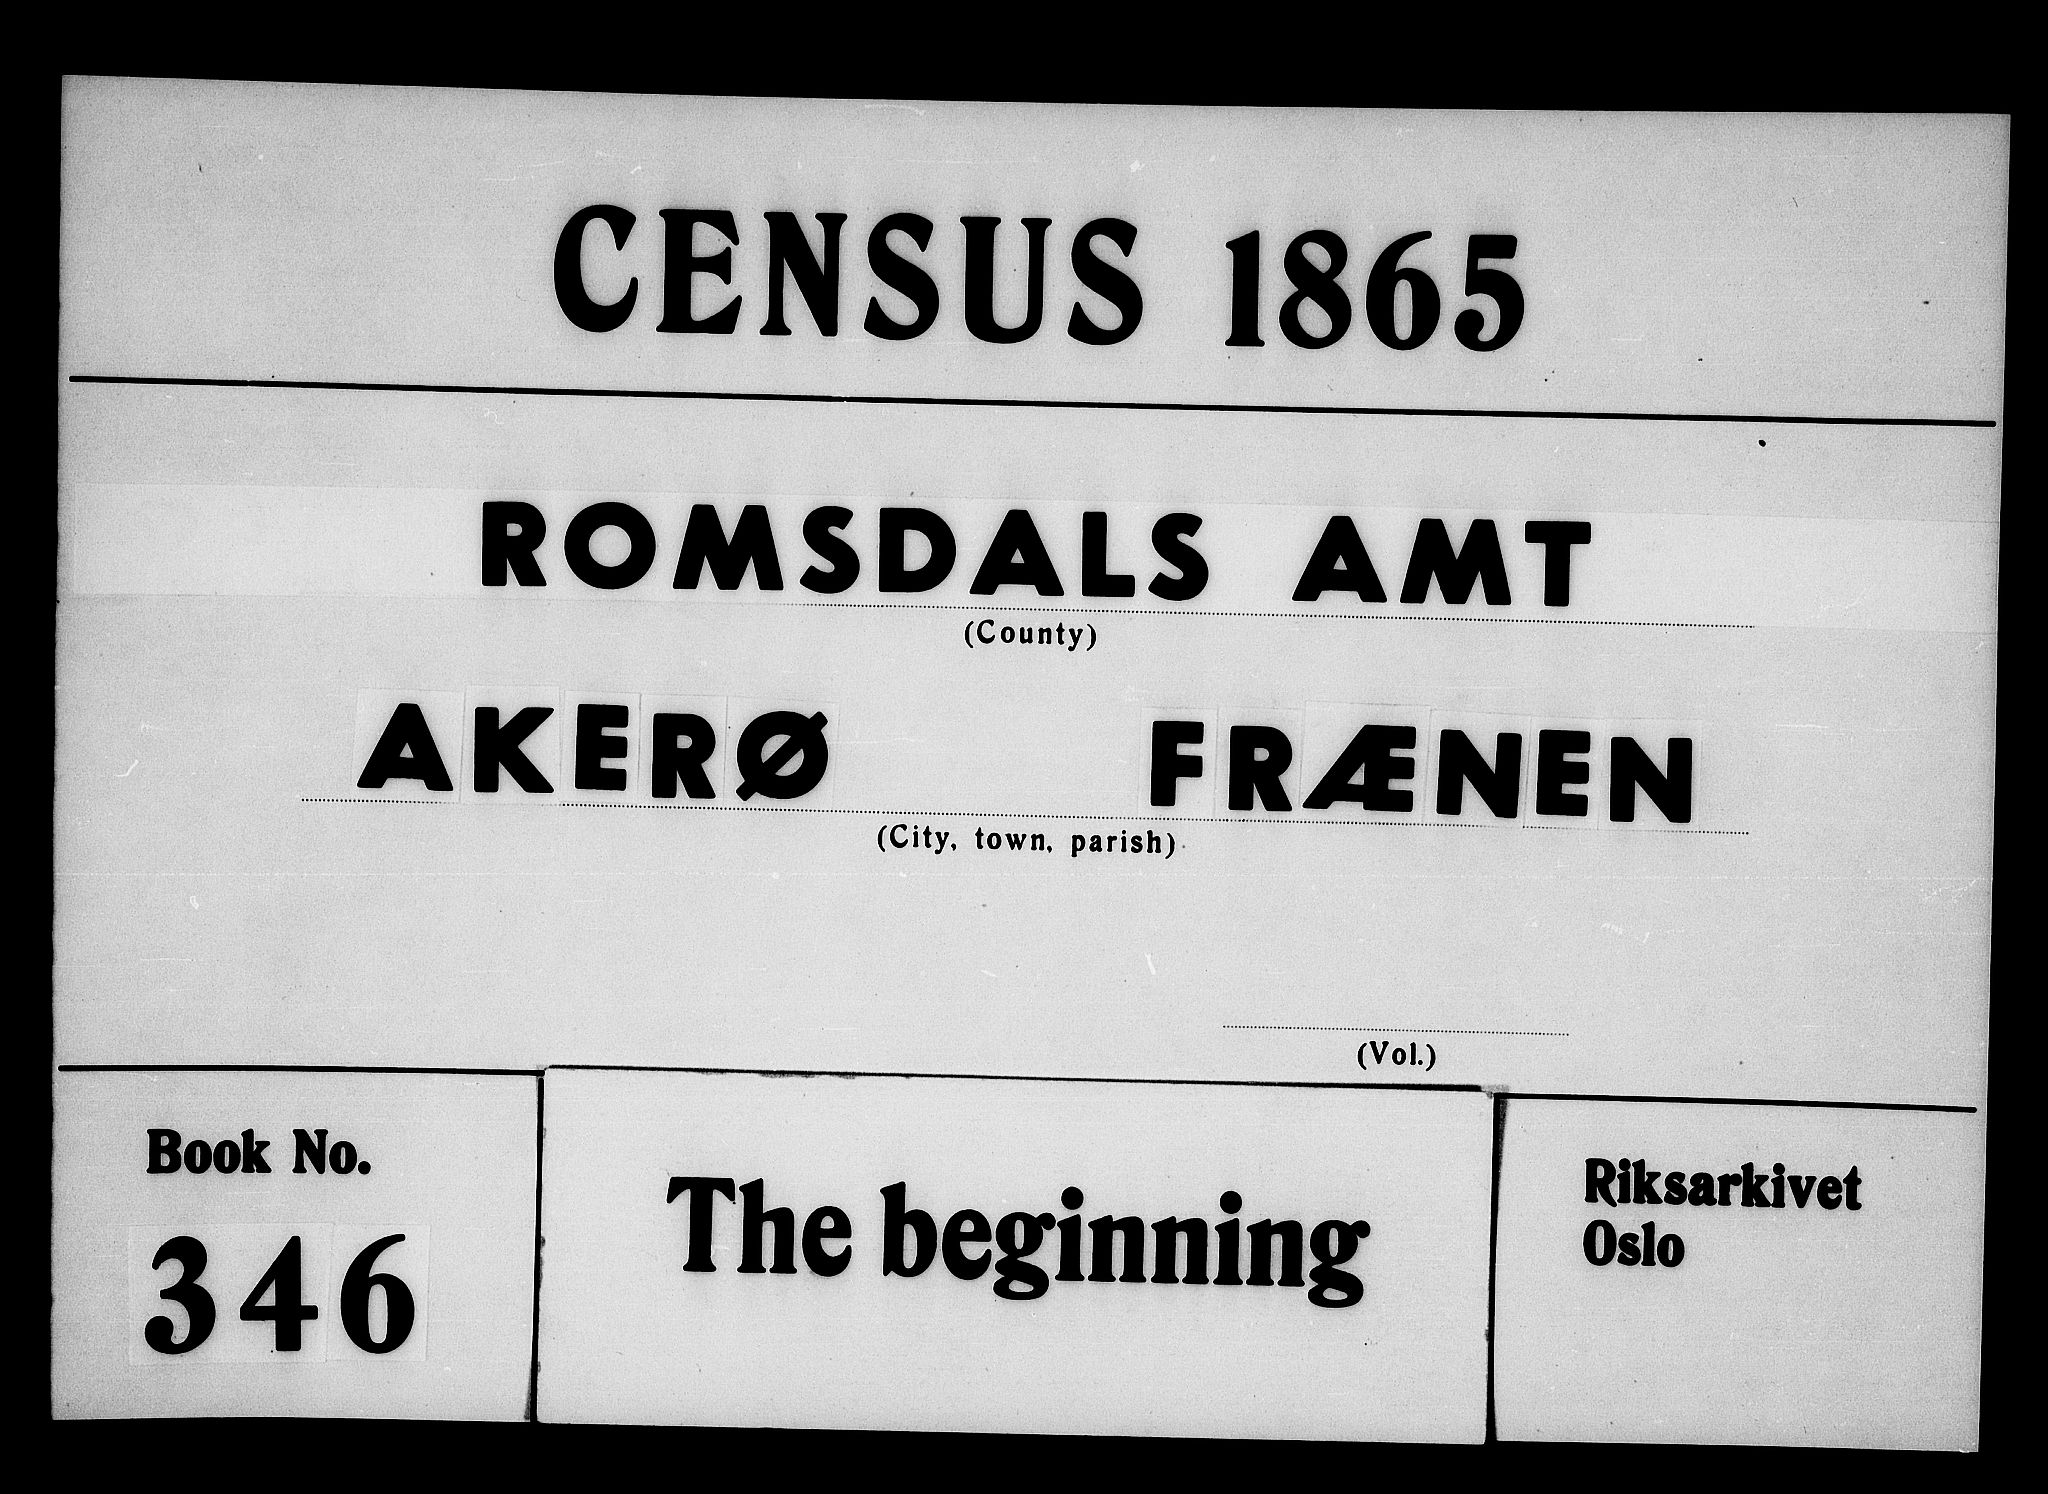 CENSUS 1865
ROMSDALS AMT
(County)
AKERØ FRÆNEN
(City, town, parish)
(Vol.)
Book No.
346
The beginning
Riksarkivet
Oslo